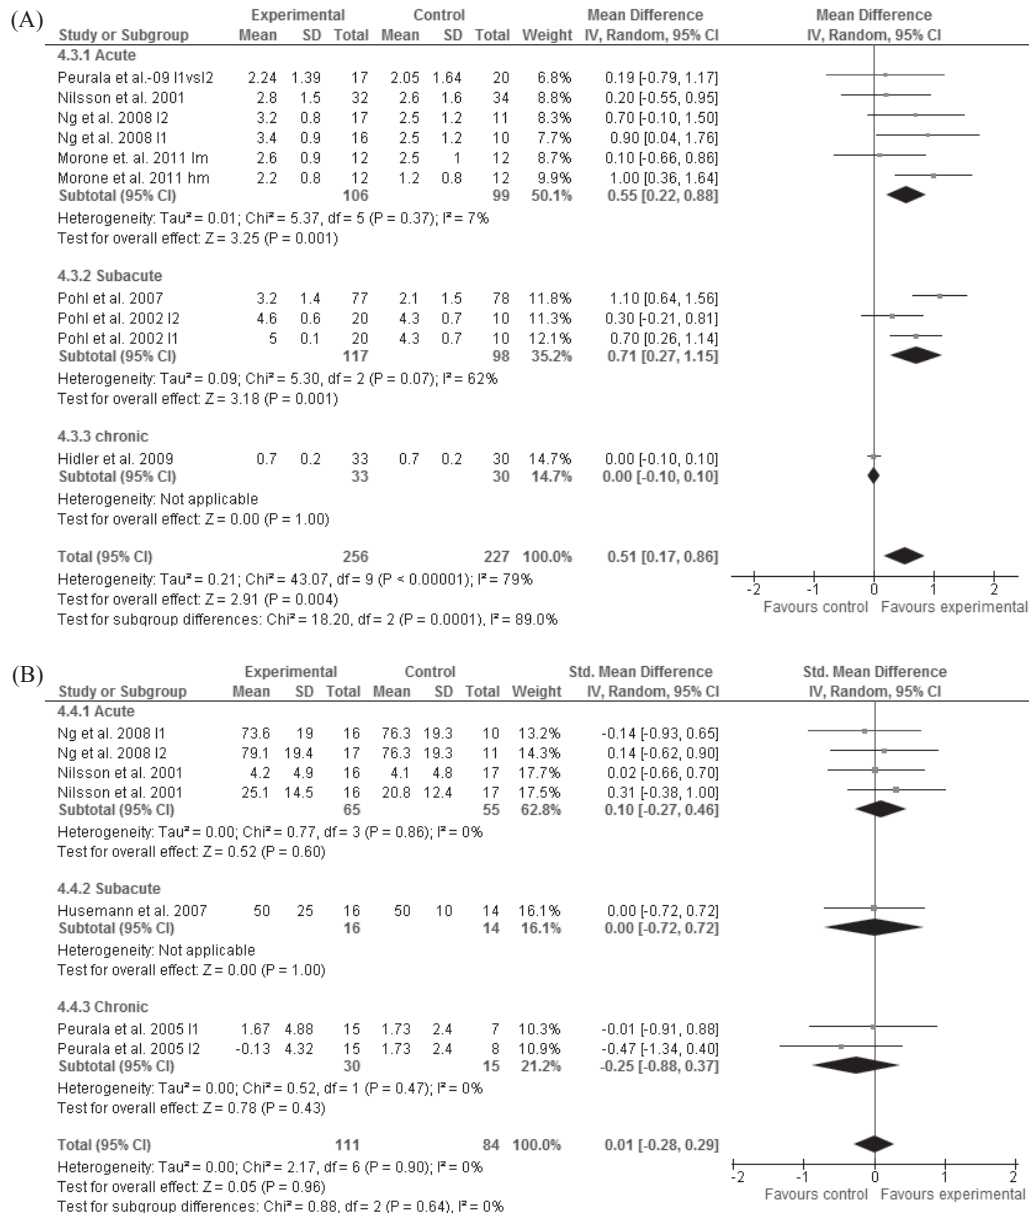 (A)
Experimental Control Mean Difference Mean Difference
Study or Subgroup Mean SD Total Mean SD Total Weight IV, Random, 95% CI IV, Random, 95% CI
4.3.1 Acute
Peurala et al.-09 I1vsI2 2.24 1.39 17 2.05 1.64 20 6.8% 0.19 [-0.79, 1.17]
Nilsson et al. 2001 2.8 1.5 32 2.6 1.6 34 8.8% 0.20 [-0.55, 0.95]
Ng et al. 2008 I2 3.2 0.8 17 2.5 1.2 11 8.3% 0.70 [-0.10, 1.50]
Ng et al. 2008 I1 3.4 0.9 16 2.5 1.2 10 7.7% 0.90 [0.04, 1.76]
Morone et. al. 2011 lm 2.6 0.9 12 2.5 1 12 8.7% 0.10 [-0.66, 0.86]
Morone et. al. 2011 hm 2.2 0.8 12 1.2 0.8 12 9.9% 1.00 [0.36, 1.64]
Subtotal (95% CI) 106 99 50.1% 0.55 [0.22, 0.88]
Heterogeneity: Tau² = 0.01; Chi² = 5.37, df = 5 (P = 0.37); I² = 7%
Test for overall effect: Z = 3.25 (P = 0.001)
4.3.2 Subacute
Pohl et al. 2007 3.2 1.4 77 2.1 1.5 78 11.8% 1.10 [0.64, 1.56]
Pohl et al. 2002 I2 4.6 0.6 20 4.3 0.7 10 11.3% 0.30 [-0.21, 0.81]
Pohl et al. 2002 I1 5 0.1 20 4.3 0.7 10 12.1% 0.70 [0.26, 1.14]
Subtotal (95% CI) 117 98 35.2% 0.71 [0.27, 1.15]
Heterogeneity: Tau² = 0.09; Chi² = 5.30, df = 2 (P = 0.07); I² = 62%
Test for overall effect: Z = 3.18 (P = 0.001)
4.3.3 chronic
Hidler et al. 2009 0.7 0.2 33 0.7 0.2 30 14.7% 0.00 [-0.10, 0.10]
Subtotal (95% CI) 33 30 14.7% 0.00 [-0.10, 0.10]
Heterogeneity: Not applicable
Test for overall effect: Z = 0.00 (P = 1.00)
Total (95% CI) 256 227 100.0% 0.51 [0.17, 0.86]
Heterogeneity: Tau² = 0.21; Chi² = 43.07, df = 9 (P < 0.00001); I² = 79%
Test for overall effect: Z = 2.91 (P = 0.004)
Test for subgroup differences: Chi² = 18.20, df = 2 (P = 0.0001), I² = 89.0%
-2 -1 0 1 2
Favours control Favours experimental
(B)
Experimental Control Std. Mean Difference Std. Mean Difference
Study or Subgroup Mean SD Total Mean SD Total Weight IV, Random, 95% CI IV, Random, 95% CI
4.4.1 Acute
Ng et al. 2008 I1 73.6 19 16 76.3 19.3 10 13.2% -0.14 [-0.93, 0.65]
Ng et al. 2008 I2 79.1 19.4 17 76.3 19.3 11 14.3% 0.14 [-0.62, 0.90]
Nilsson et al. 2001 4.2 4.9 16 4.1 4.8 17 17.7% 0.02 [-0.66, 0.70]
Nilsson et al. 2001 25.1 14.5 16 20.8 12.4 17 17.5% 0.31 [-0.38, 1.00]
Subtotal (95% CI) 65 55 62.8% 0.10 [-0.27, 0.46]
Heterogeneity: Tau² = 0.00; Chi² = 0.77, df = 3 (P = 0.86); I² = 0%
Test for overall effect: Z = 0.52 (P = 0.60)
4.4.2 Subacute
Husemann et al. 2007 50 25 16 50 10 14 16.1% 0.00 [-0.72, 0.72]
Subtotal (95% CI) 16 14 16.1% 0.00 [-0.72, 0.72]
Heterogeneity: Not applicable
Test for overall effect: Z = 0.00 (P = 1.00)
4.4.3 Chronic
Peurala et al. 2005 I1 1.67 4.88 15 1.73 2.4 7 10.3% -0.01 [-0.91, 0.88]
Peurala et al. 2005 I2 -0.13 4.32 15 1.73 2.4 8 10.9% -0.47 [-1.34, 0.40]
Subtotal (95% CI) 30 15 21.2% -0.25 [-0.88, 0.37]
Heterogeneity: Tau² = 0.00; Chi² = 0.52, df = 1 (P = 0.47); I² = 0%
Test for overall effect: Z = 0.78 (P = 0.43)
Total (95% CI) 111 84 100.0% 0.01 [-0.28, 0.29]
Heterogeneity: Tau² = 0.00; Chi² = 2.17, df = 6 (P = 0.90); I² = 0%
Test for overall effect: Z = 0.05 (P = 0.96)
Test for subgroup differences: Chi² = 0.88, df = 2 (P = 0.64), I² = 0%
-2 -1 0 1 2
Favours control Favours experimental